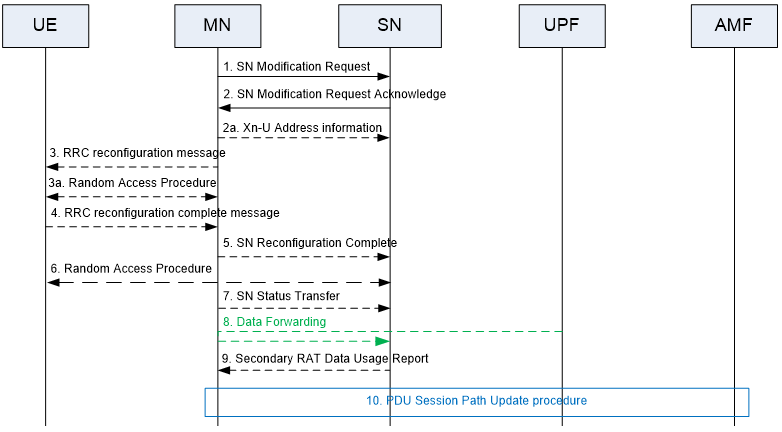 UE
MN
SN
UPF
AMF
1. SN Modification Request
2. SN Modification Request Acknowledge
2a. Xn-U Address information
3. RRC reconfiguration message
3a. Random Access Procedure
4. RRC reconfiguration complete message
5. SN Reconfiguration Complete
6. Random Access Procedure
7. SN Status Transfer
8. Data Forwarding
9. Secondary RAT Data Usage Report
10. PDU Session Path Update procedure